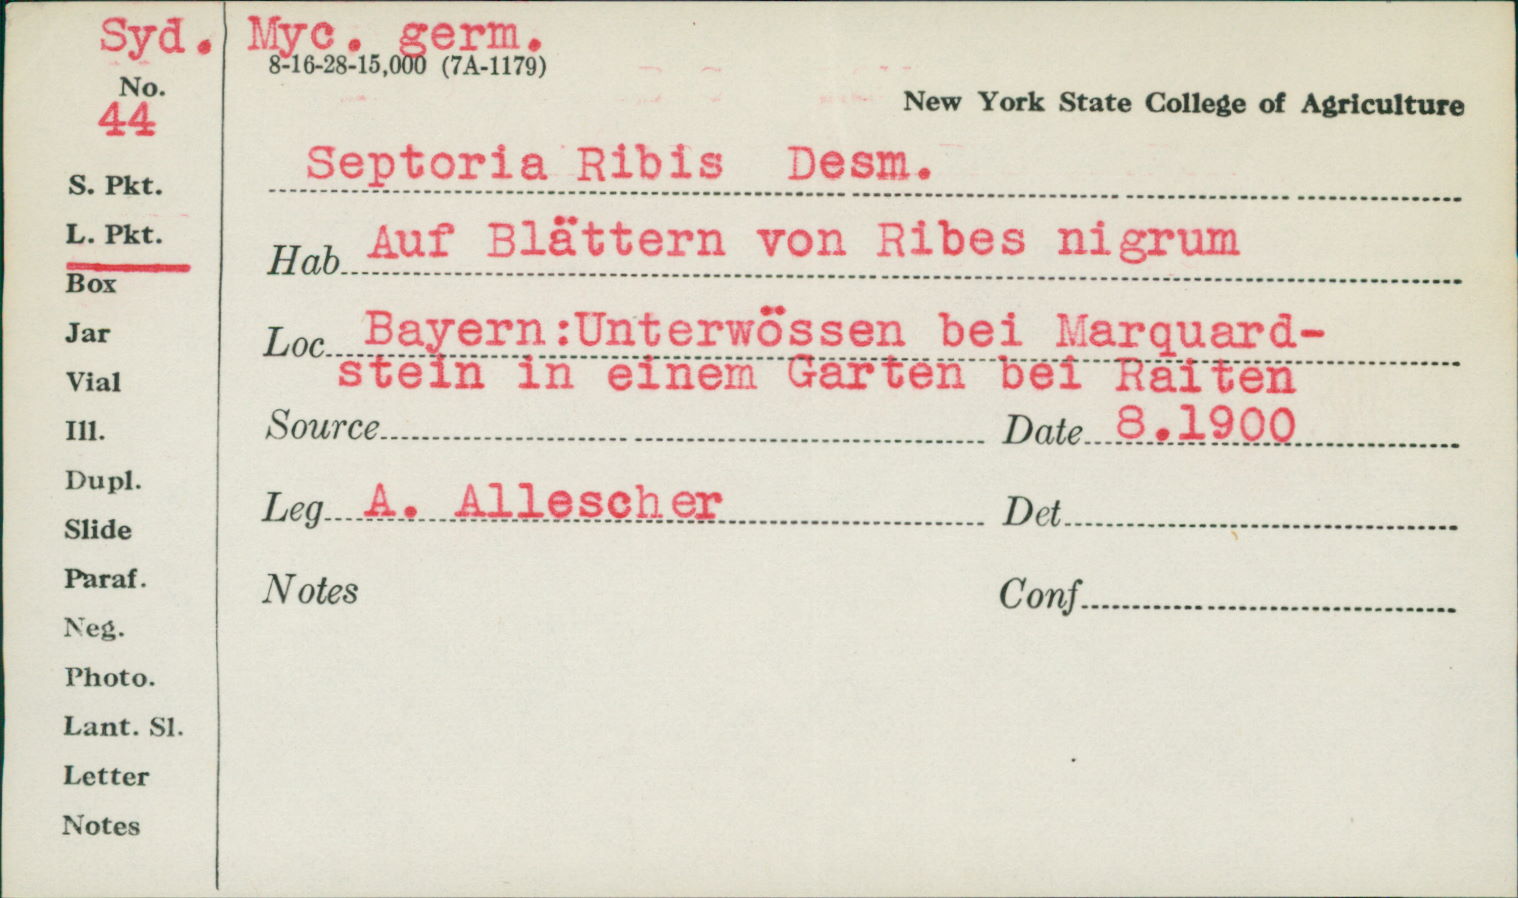 Syd. Myc. germ.
8-16-28-15,000 (7A-1179)
No.
44
New York State College of Agriculture
Septoria Ribis Desm.
S. Pkt.
L. Pkt.
Hab. Auf Blättern von Ribes nigrum
Box
Jar
Loc. Bayern:Unterwössen bei Marquard-
stein in einem Garten bei Raiten
Vial
Ill.
Source Date 8.1900
Dupl.
Leg. A. Allescher Det.
Slide
Paraf.
Notes Conf.
Neg.
Photo.
Lant. Sl.
Letter
Notes